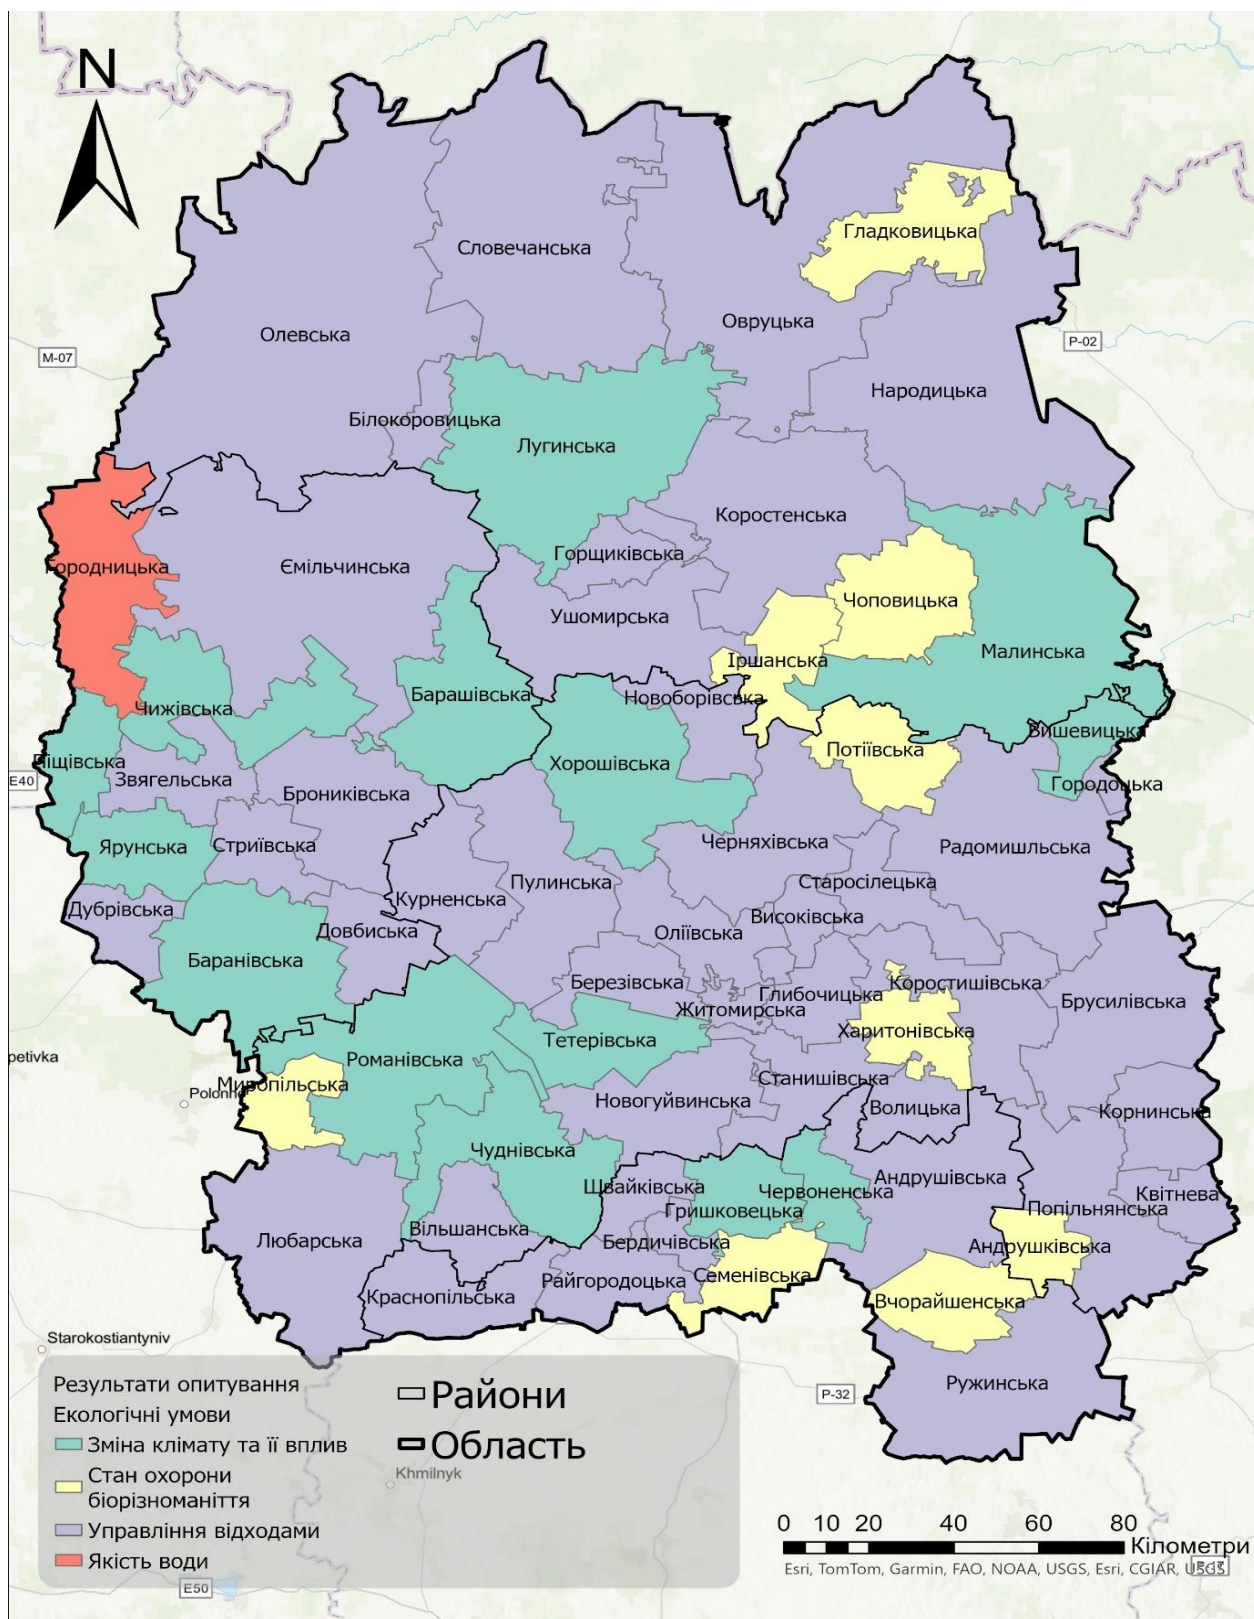 N
Гладковицька
Словечанська
Овруцька
Олевська
P-02
M-07
Народицька
Білокоровицька
Лугинська
Коростенська
Горщиківська
Городницька
Ємільчинська
Чоповицька
Ушомирська
Малинська
Іршанська
Барашівська
Новоборівська
Чижівська
Вишевицька
Потіївська
Піщівська
Хорошівська
E40
Звягельська
Городоцька
Брониківська
Ярунська
Стриївська
Черняхівська
Радомишльська
Пулинська
Старосілецька
Курненська
Дубрівська
Високівська
Довбиська
Оліївська
Баранівська
Березівська
Глибочицька
Коростишівська
Брусилівська
Житомирська
Харитонівська
Тетерівська
petivka
Романівська
Миропільська
Polonne
Станишівська
Новогуйвинська
Волицька
Корнинська
Чуднівська
Швайківська
Червоненська
Андрушівська
Квітнева
Гришковецька
Попільнянська
Вільшанська
Любарська
Бердичівська
Андрушківська
Райгородоцька
Семенівська
Краснопільська
Вчорайшенська
Starokostiantyniv
Ружинська
P-32
Результати опитування
Екологічні умови
Зміна клімату та її вплив
Стан охорони
біорізноманіття
Управління відходами
Якість води
Райони
Область
Khmilnyk
E50
0 10 20 40 60 80
Кілометри
Esri, TomTom, Garmin, FAO, NOAA, USGS, Esri, CGIAR, USGS